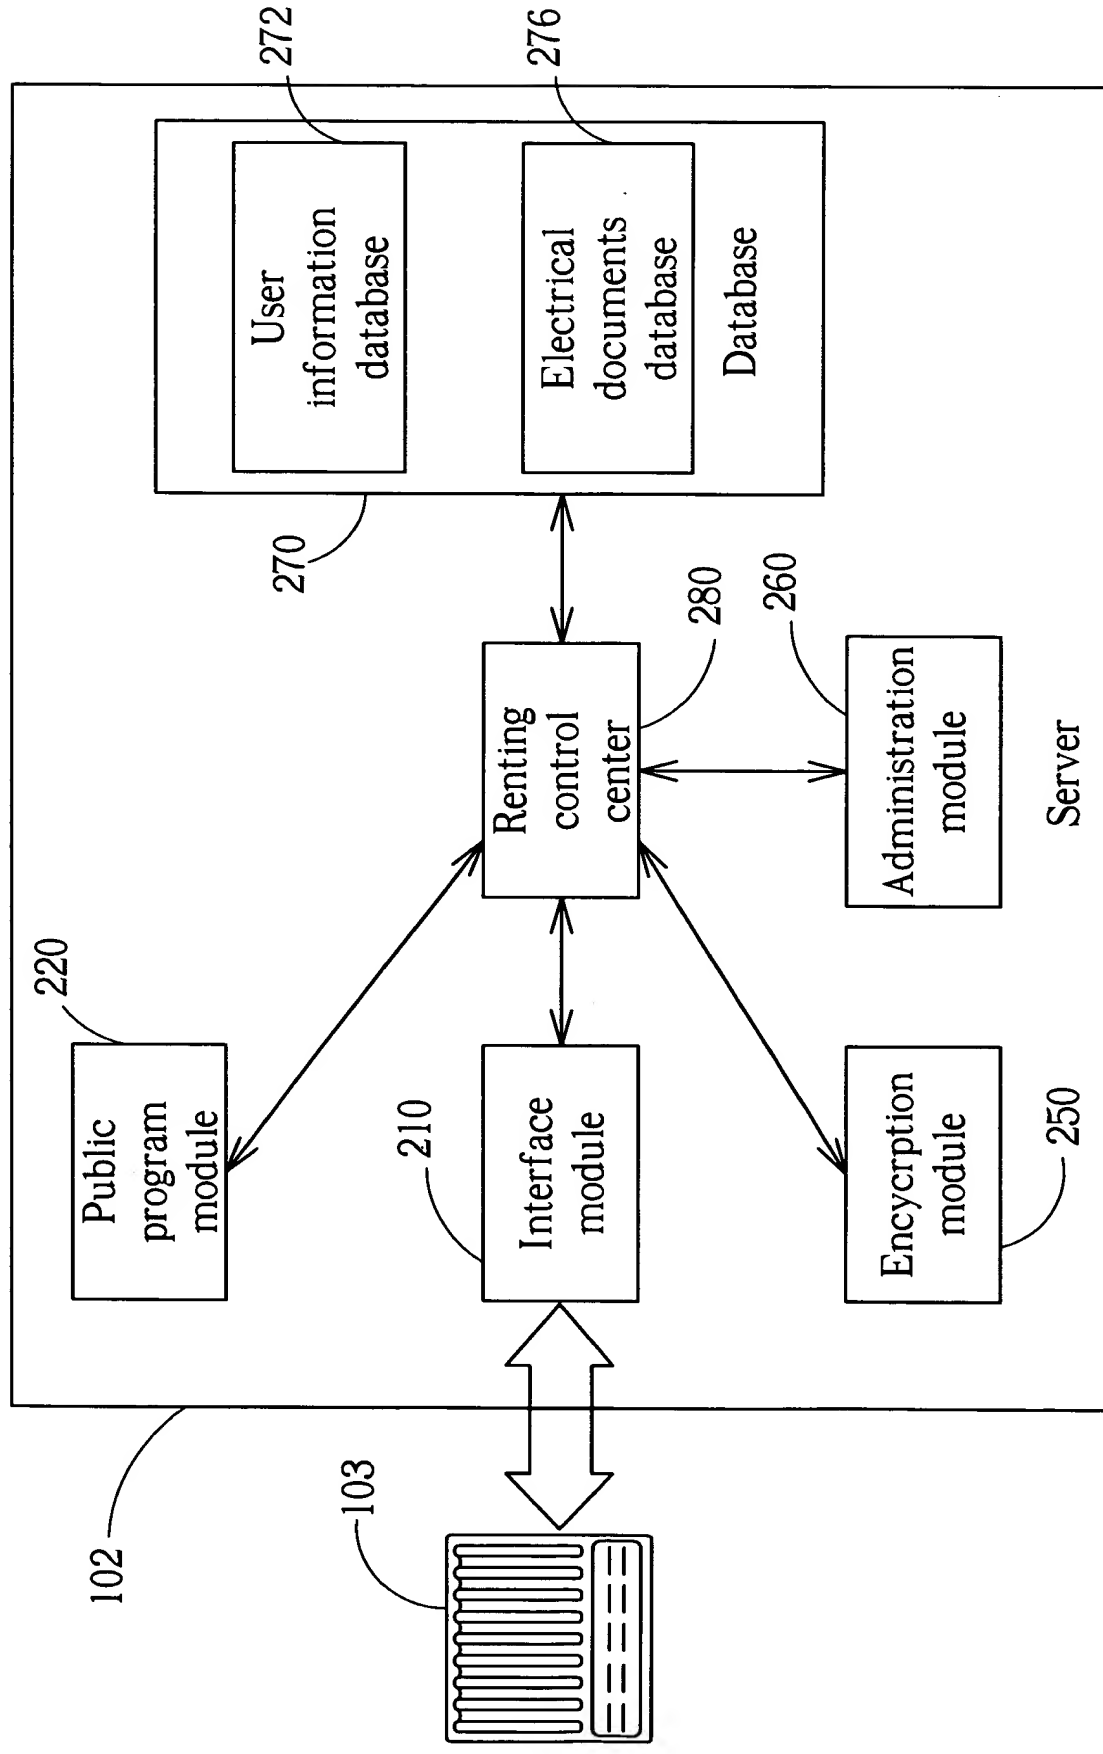 102
103
220
Public
program
module
210
Interface
module
Encycrption
module
250
Renting
control
center
280
260
Administration
module
Server
270
272
User
information
database
276
Electrical
documents
database
Database